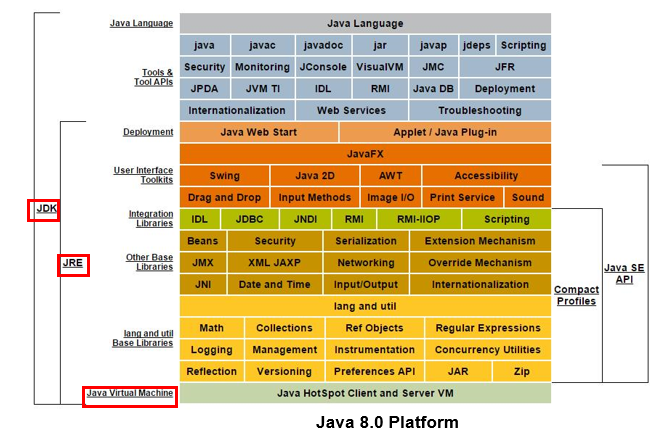 Java Language Java Language
java javac javadoc jar javap jdeps Scripting
Tools & Tool APIs Security Monitoring JConsole VisualVM JMC JFR
JPDA JVM TI IDL RMI Java DB Deployment
Internationalization Web Services Troubleshooting
Deployment Java Web Start Applet / Java Plug-in
JavaFX
User Interface Toolkits Swing Java 2D AWT Accessibility
Drag and Drop Input Methods Image I/O Print Service Sound
JDK Integration Libraries IDL JDBC JNDI RMI RMI-IIOP Scripting
Beans Security Serialization Extension Mechanism
JRE Other Base Libraries JMX XML JAXP Networking Override Mechanism Java SE API
JNI Date and Time Input/Output Internationalization Compact Profiles
lang and util
lang and util Base Libraries Math Collections Ref Objects Regular Expressions
Logging Management Instrumentation Concurrency Utilities
Reflection Versioning Preferences API JAR Zip
Java Virtual Machine Java HotSpot Client and Server VM
Java 8.0 Platform